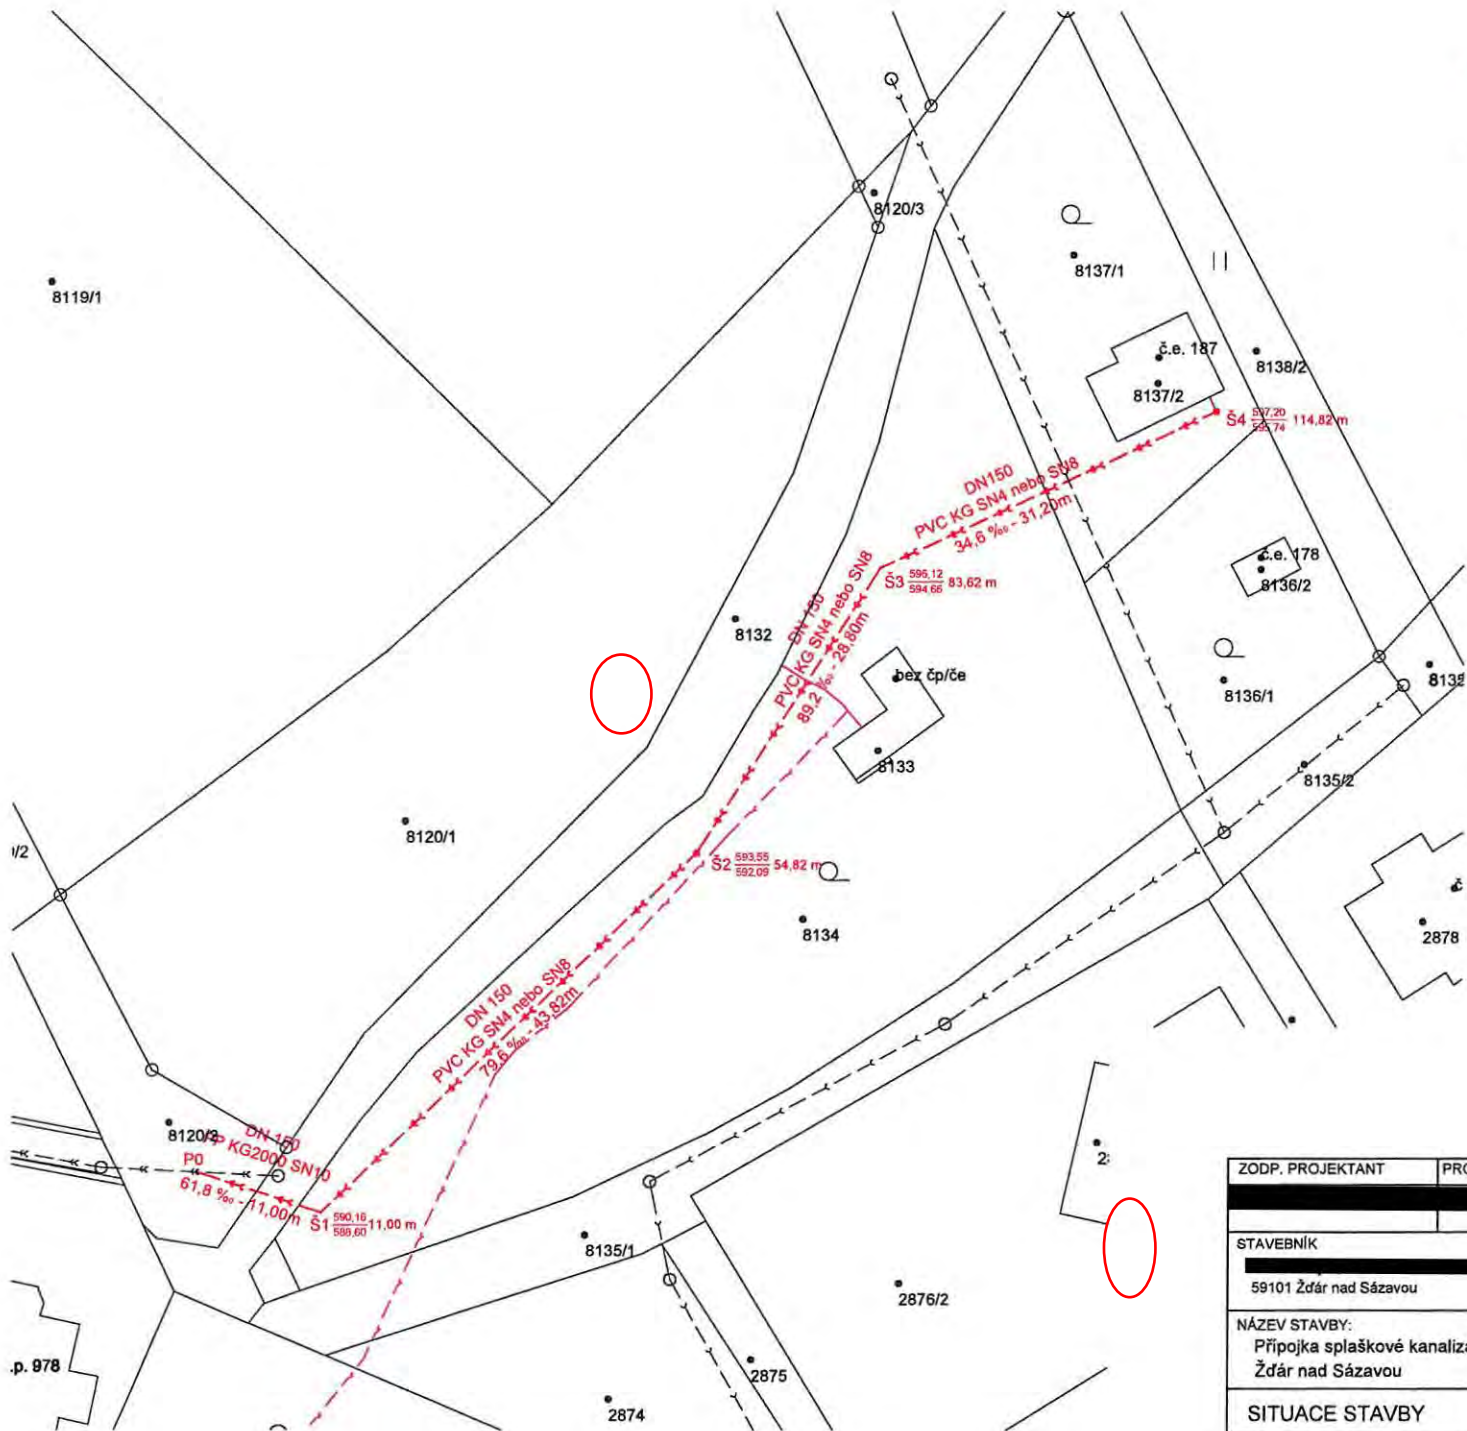 8120/3
8137/1
8119/1
č.e. 187
8138/2
8137/2
Š4 597,20 595,74 114,82 m
DN150
PVC KG SN4 nebo SN8
34,6 ‰ - 31,20m
č.e. 178
8136/2
Š3 596,12 594,66 83,62 m
DN 150
PVC KG SN4 nebo SN8
89,2 ‰ - 28,80m
8132
bez čp/če
8136/1
8133
8135/2
8120/1
/2
Š2 593,55 592,09 54,82 m
8134
2878
DN 150
PVC KG SN4 nebo SN8
79,6 ‰ - 43,82m
8120/2
DN 150
PP KG2000 SN10
P0
61,8 ‰ - 11,00m
Š1 590,16 588,60 11,00 m
8135/1
2876/2
.p. 978
2875
2874
ZODP. PROJEKTANT
STAVEBNÍK
59101 Žďár nad Sázavou
NÁZEV STAVBY:
Přípojka splaškové
Žďár nad Sázavou
SITUACE STAVBY